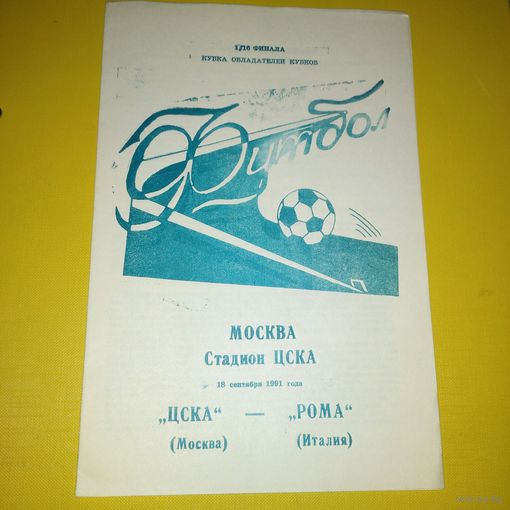 1/16 ФИНАЛА
КУБКА ОБЛАДАТЕЛЕЙ КУБКОВ
Футбол
МОСКВА
Стадион ЦСКА
18 сентября 1991 года
„ЦСКА“ — „РОМА“
(Москва) (Италия)